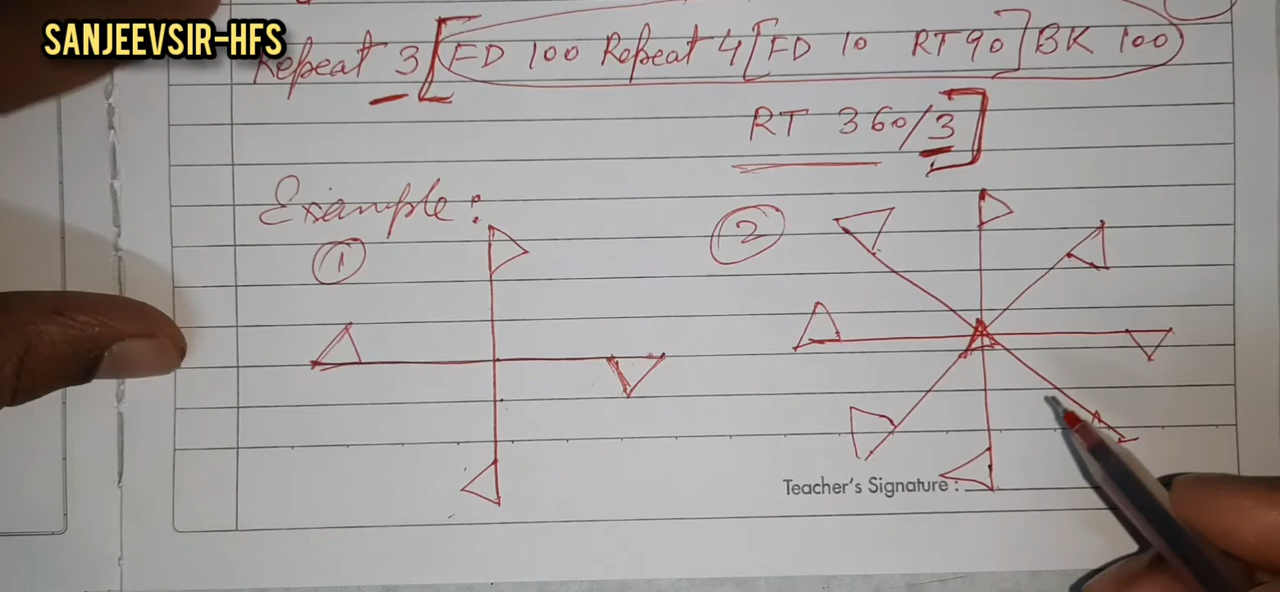 SANJEEVSIR-HFS
Repeat 3[FD 100 Repeat 4[FD 10 RT 90] BK 100
RT 360/3]
Example :
① ②
Teacher's Signature :